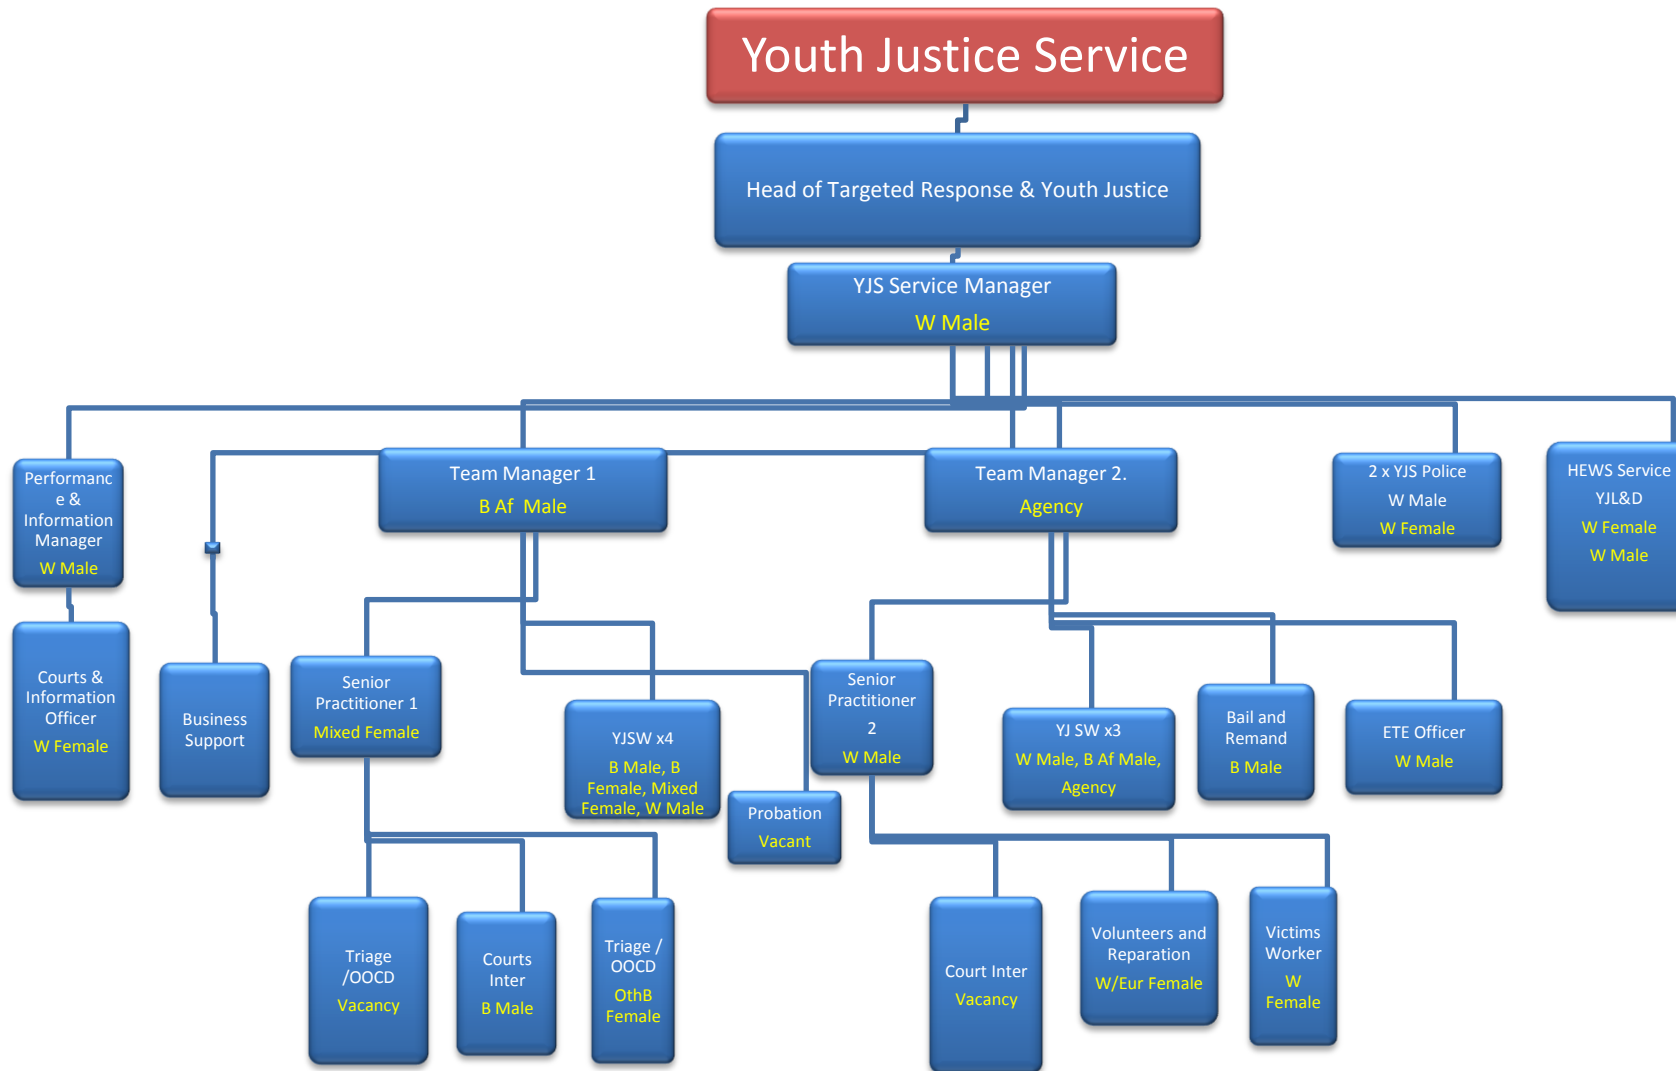 Youth Justice Service
Head of Targeted Response & Youth Justice
YJS Service Manager
W Male
Performanc
e &
Information
Manager
W Male
Team Manager 1
B Af  Male
Team Manager 2.
Agency
2 x YJS Police
W Male
W Female
HEWS Service
YJL&D
W Female
W Male
Courts &
Information
Officer
W Female
Business
Support
Senior
Practitioner 1
Mixed Female
YJSW x4
B Male, B
Female, Mixed
Female, W Male
Probation
Vacant
Senior
Practitioner
2
W Male
YJ SW x3
W Male, B Af Male,
Agency
Bail and
Remand
B Male
ETE Officer
W Male
Triage
/OOCD
Vacancy
Courts
Inter
B Male
Triage /
OOCD
OthB
Female
Court Inter
Vacancy
Volunteers and
Reparation
W/Eur Female
Victims
Worker
W
Female